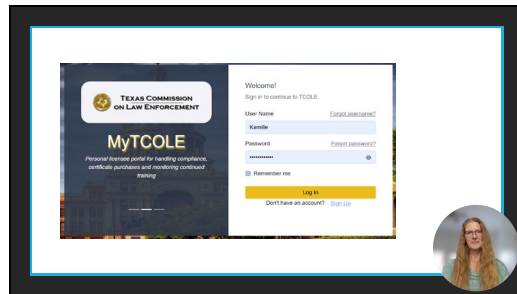 TEXAS COMMISSION
ON LAW ENFORCEMENT
MyTCOLE
Personal licensee portal for handling compliance,
certificate purchases and monitoring continued
training
Welcome!
Sign in to continue to TCOLE.
User Name Forgot username?
Kamille
Password Forgot password?
••••••••••••
Remember me
Log In
Don't have an account? Sign Up